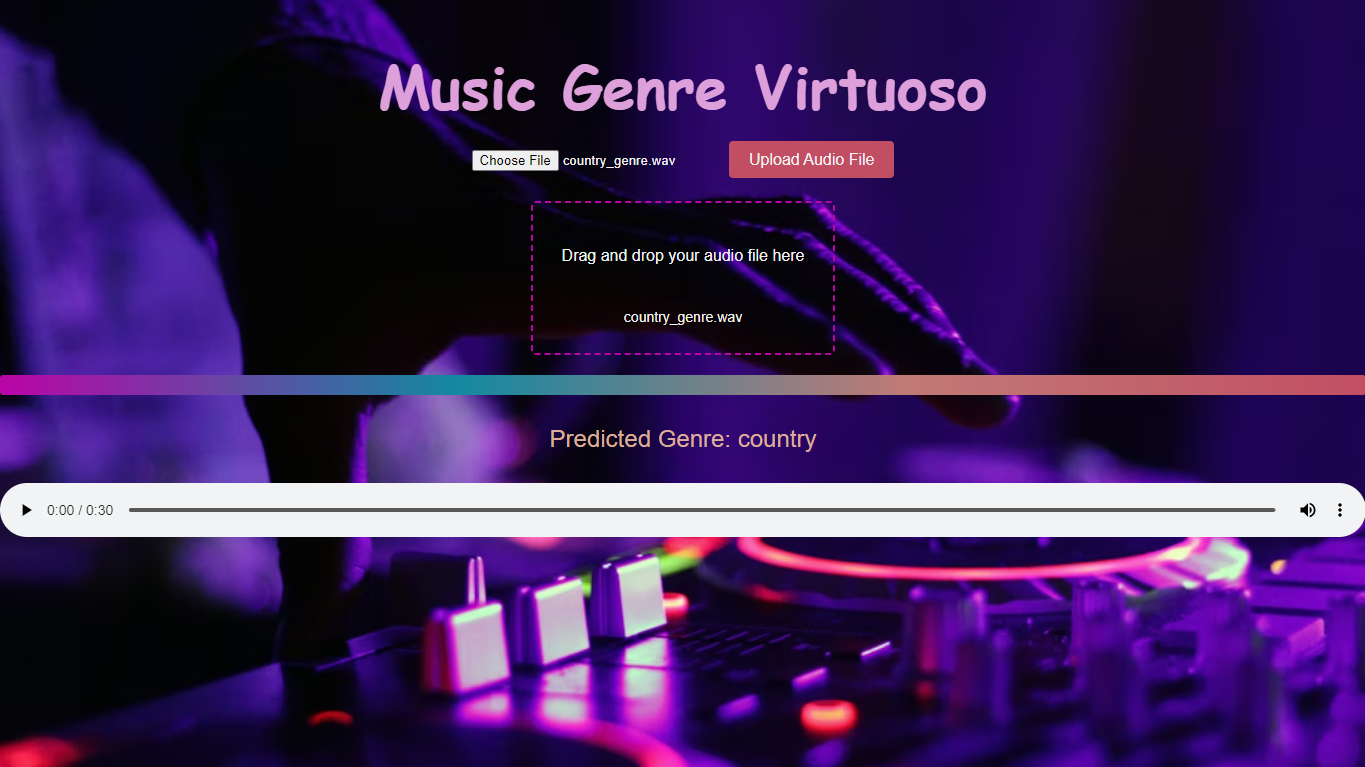 Music Genre Virtuoso
Choose File country_genre.wav Upload Audio File
Drag and drop your audio file here
country_genre.wav
Predicted Genre: country
0:00 / 0:30